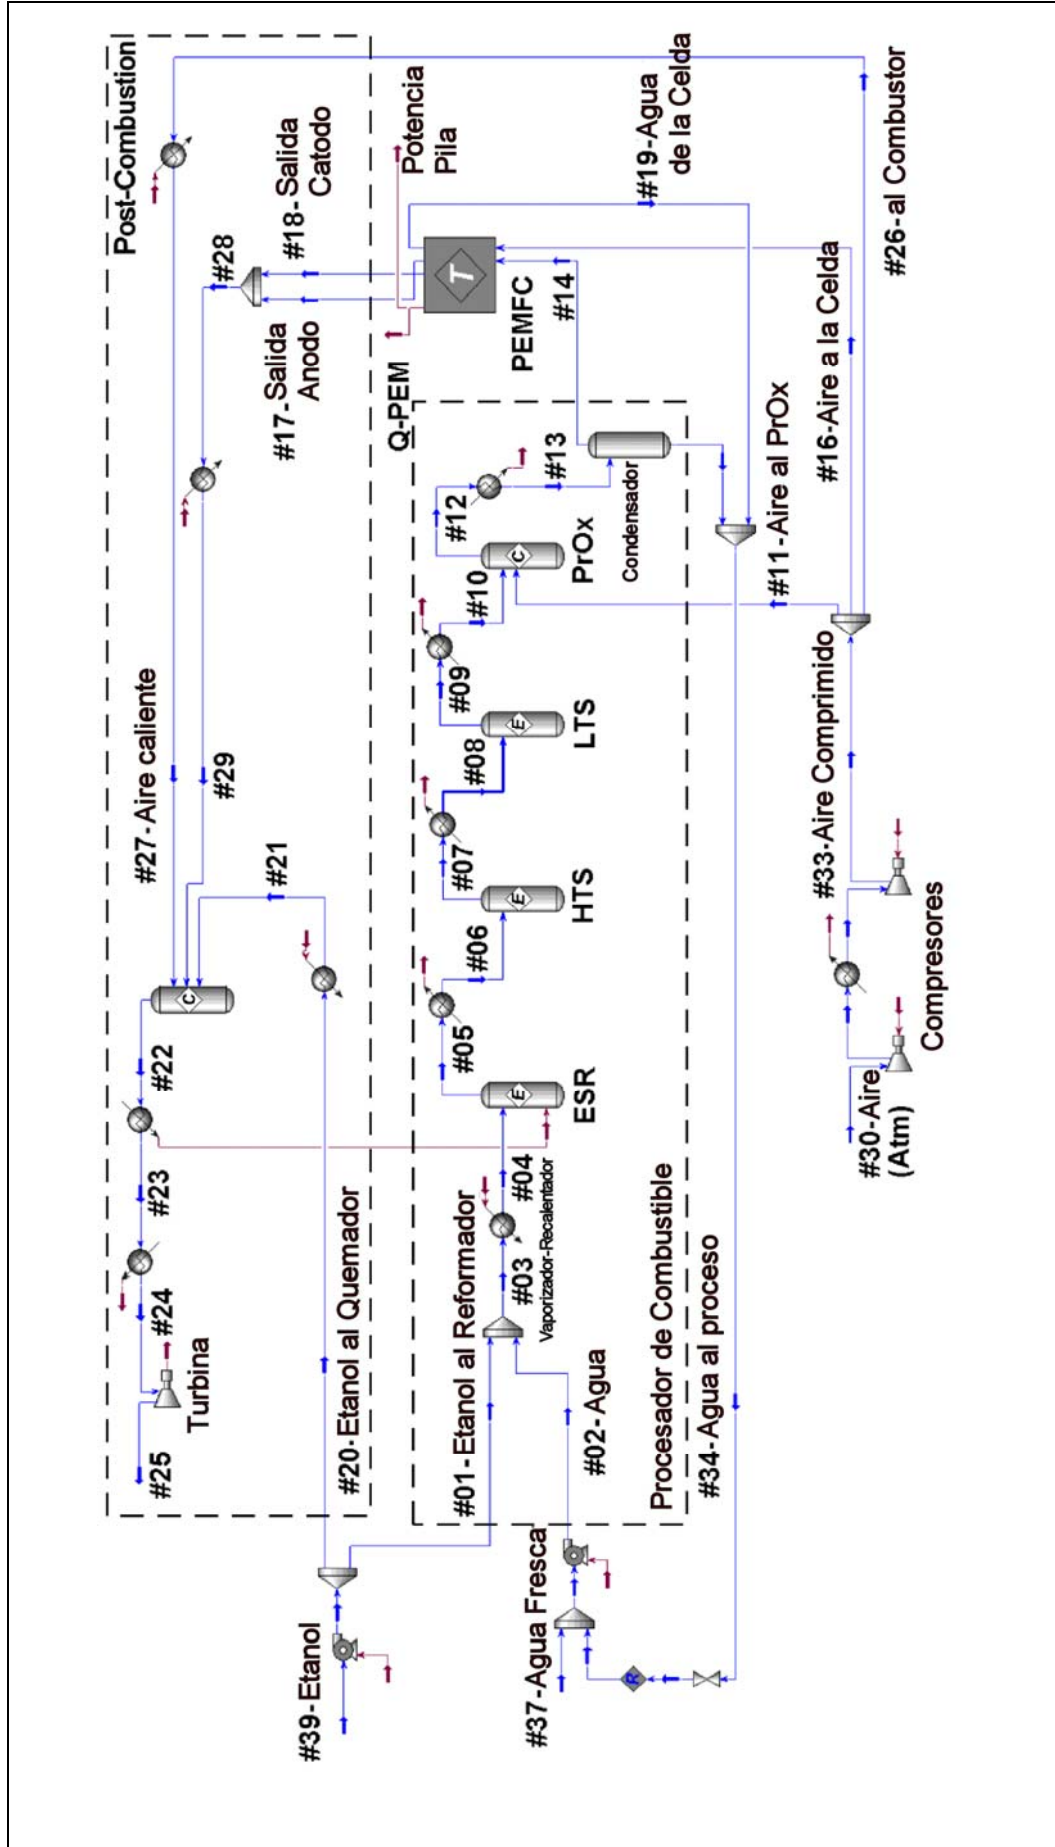 Post-Combustion
#27-Aire caliente
#28
#18-Salida
Catodo
#17-Salida
Anodo
#29
#21
#22
#23
#24
#25
Turbina
#20-Etanol al Quemador
#39-Etanol
Potencia
Pila
Q-PEM
T
PEMFC
#14
#19-Agua
de la Celda
#01-Etanol al Reformador
#02-Agua
#03
#04
Vaporizador-Recalentador
E
ESR
#05
#06
E
HTS
#07
#08
E
LTS
#09
#10
C
PrOx
#12
#13
Condensador
C
Procesador de Combustible
#34-Agua al proceso
#37-Agua Fresca
R
#11-Aire al PrOx
#16-Aire a la Celda
#26-al Combustor
#33-Aire Comprimido
#30-Aire
(Atm)
Compresores